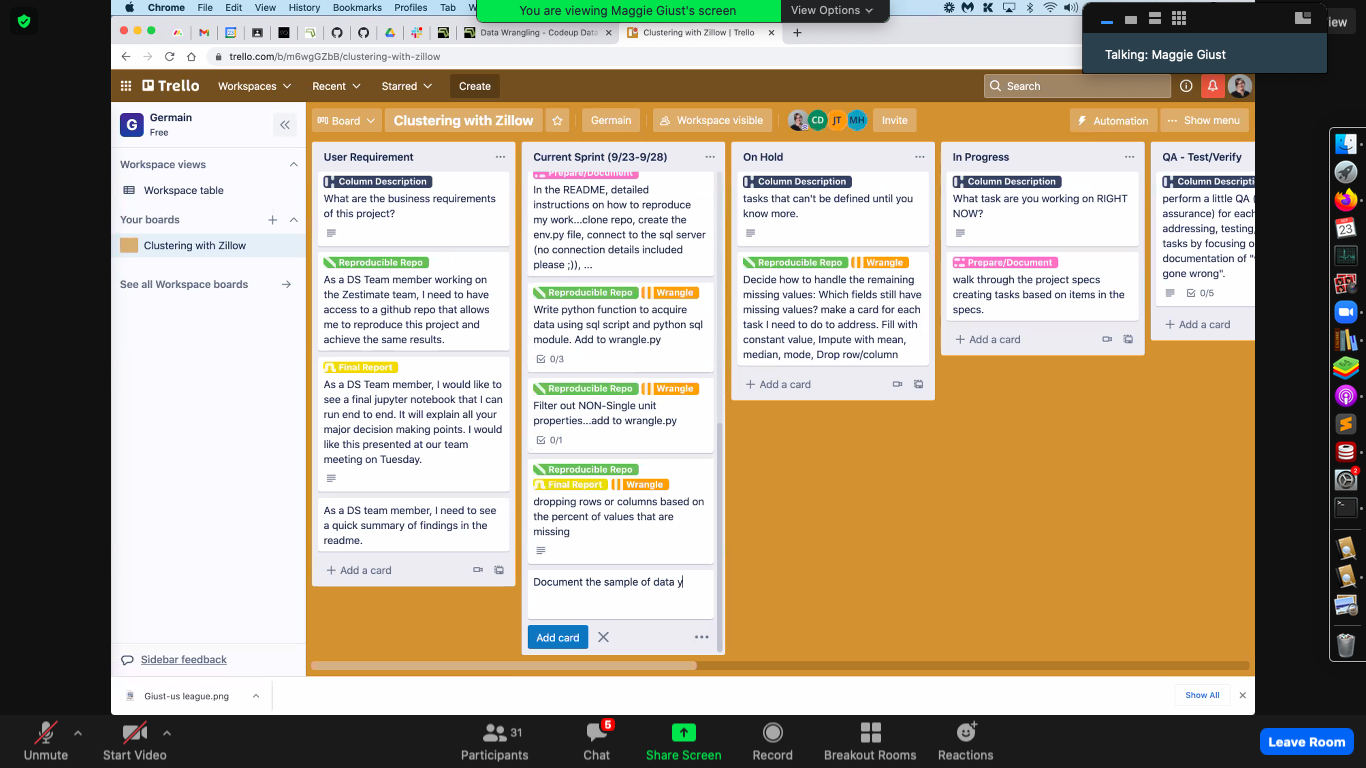 Chrome File Edit View History Bookmarks Profiles Tab W
You are viewing Maggie Giust's screen
View Options
Talking: Maggie Giust
iew
Data Wrangling - Codeup Data
Clustering with Zillow | Trello
trello.com/b/m6wgGZbB/clustering-with-zillow
Trello
Workspaces
Recent
Starred
Create
Search
G
Germain
Free
Board
Clustering with Zillow
Germain
Workspace visible
CD
JT
MH
Invite
Automation
Show menu
Workspace views
Workspace table
Your boards
Clustering with Zillow
See all Workspace boards
Sidebar feedback
User Requirement
Column Description
What are the business requirements
of this project?
Reproducible Repo
As a DS Team member working on
the Zestimate team, I need to have
access to a github repo that allows
me to reproduce this project and
achieve the same results.
Final Report
As a DS Team member, I would like to
see a final jupyter notebook that I can
run end to end. It will explain all your
major decision making points. I would
like this presented at our team
meeting on Tuesday.
As a DS team member, I need to see
a quick summary of findings in the
readme.
Add a card
Current Sprint (9/23-9/28)
Prepare/Document
In the README, detailed
instructions on how to reproduce
my work...clone repo, create the
env.py file, connect to the sql server
(no connection details included
please ;)), ...
Reproducible Repo Wrangle
Write python function to acquire
data using sql script and python sql
module. Add to wrangle.py
0/3
Reproducible Repo Wrangle
Filter out NON-Single unit
properties...add to wrangle.py
0/1
Reproducible Repo
Final Report Wrangle
dropping rows or columns based on
the percent of values that are
missing
Document the sample of data y
Add card
On Hold
Column Description
tasks that can't be defined until you
know more.
Reproducible Repo Wrangle
Decide how to handle the remaining
missing values: Which fields still have
missing values? make a card for each
task I need to do to address. Fill with
constant value, Impute with mean,
median, mode, Drop row/column
Add a card
In Progress
Column Description
What task are you working on RIGHT
NOW?
Prepare/Document
walk through the project specs
creating tasks based on items in the
specs.
Add a card
QA - Test/Verify
Column Descripti
perform a little QA (
assurance) for each
addressing, testing,
tasks by focusing o
documentation of "
gone wrong".
0/5
Add a card
23
2
Giust-us league.png
Show All
Unmute
Start Video
31
Participants
5
Chat
Share Screen
Record
Breakout Rooms
Reactions
Leave Room